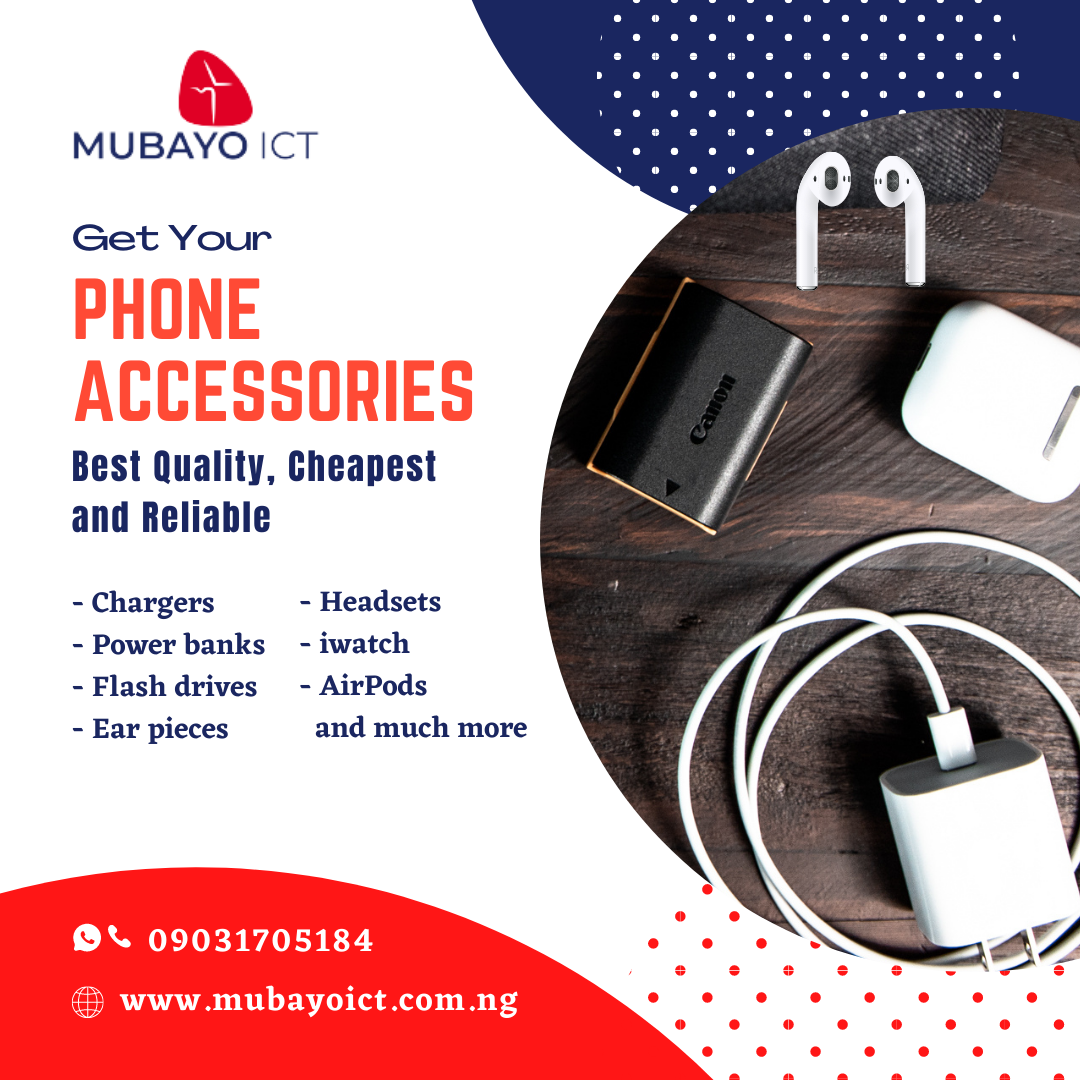 MUBAYO ICT
Get Your
PHONE
ACCESSORIES
Best Quality, Cheapest
and Reliable
- Chargers
- Power banks
- Flash drives
- Ear pieces
- Headsets
- iwatch
- AirPods
and much more
Canon
09031705184
www.mubayoict.com.ng